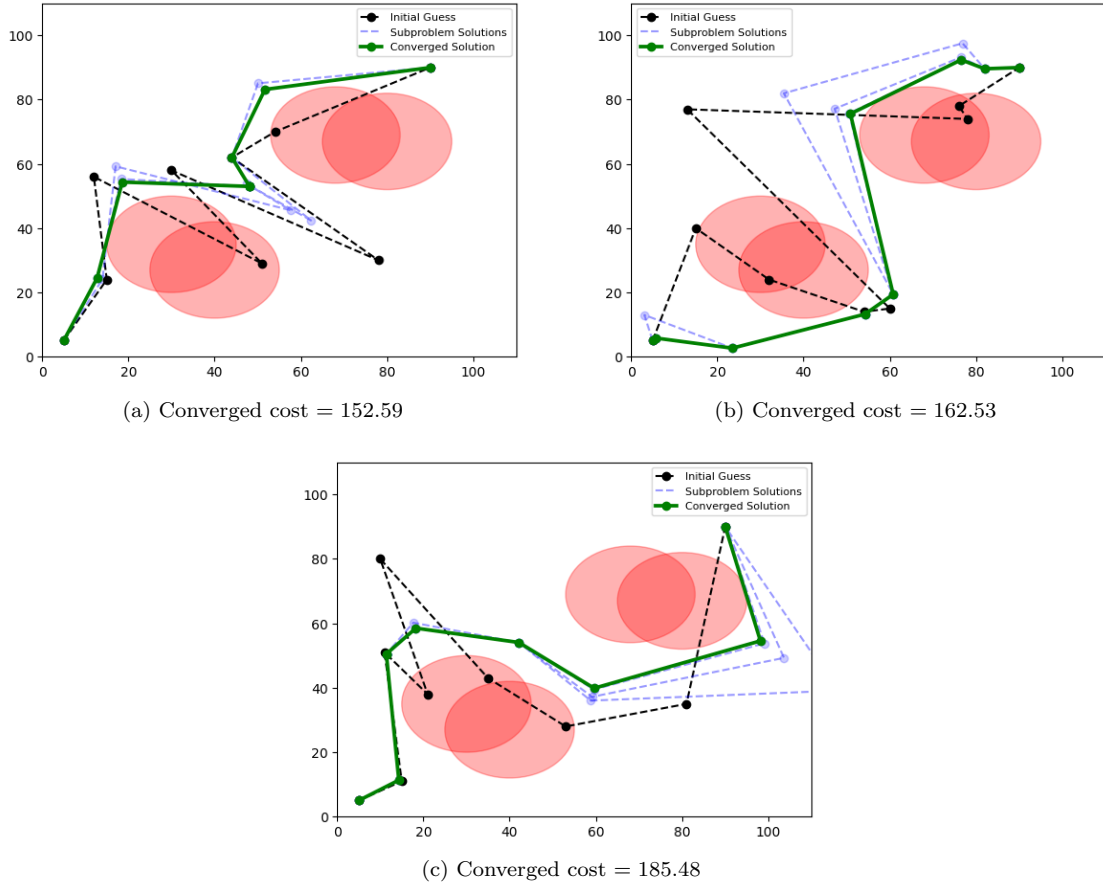 Initial Guess
Subproblem Solutions
Converged Solution
100
80
60
40
20
0
0 20 40 60 80 100
(a) Converged cost = 152.59
Initial Guess
Subproblem Solutions
Converged Solution
100
80
60
40
20
0
0 20 40 60 80 100
(b) Converged cost = 162.53
Initial Guess
Subproblem Solutions
Converged Solution
100
80
60
40
20
0
0 20 40 60 80 100
(c) Converged cost = 185.48